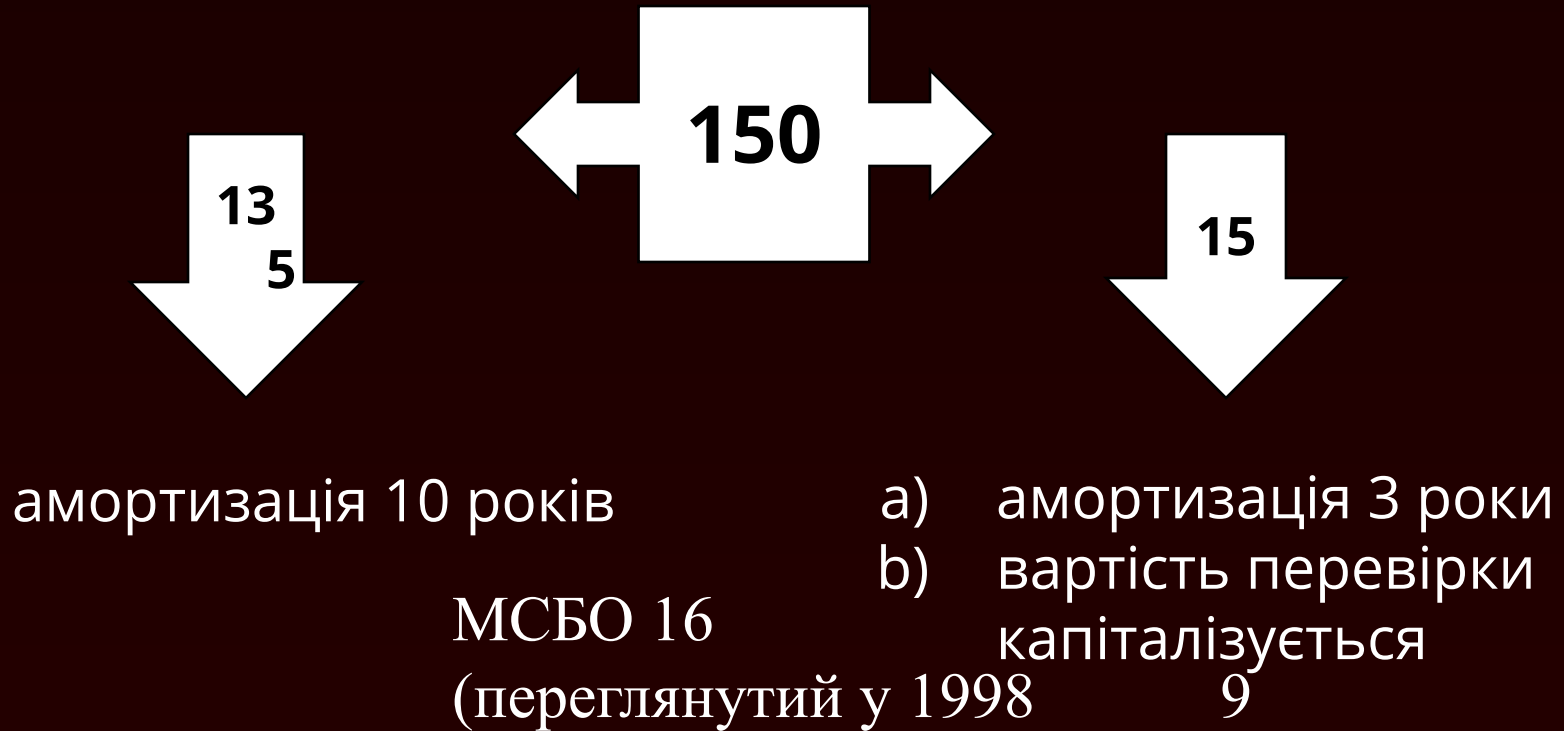 150
13
5
15
амортизація 10 років
a) амортизація 3 роки
b) вартість перевірки
капіталізується
МСБО 16
(переглянутий у 1998
9